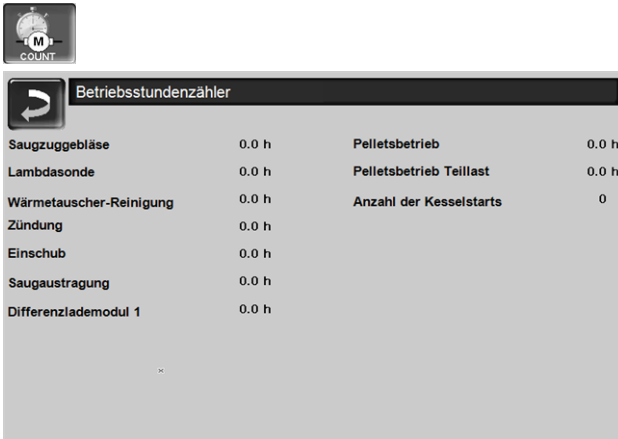 M
COUNT
Betriebsstundenzähler
Saugzuggebläse 0.0 h Pelletsbetrieb 0.0 h
Lambdasonde 0.0 h Pelletsbetrieb Teillast 0.0 h
Wärmetauscher-Reinigung 0.0 h Anzahl der Kesselstarts 0
Zündung 0.0 h
Einschub 0.0 h
Saugaustragung 0.0 h
Differenzlademodul 1 0.0 h